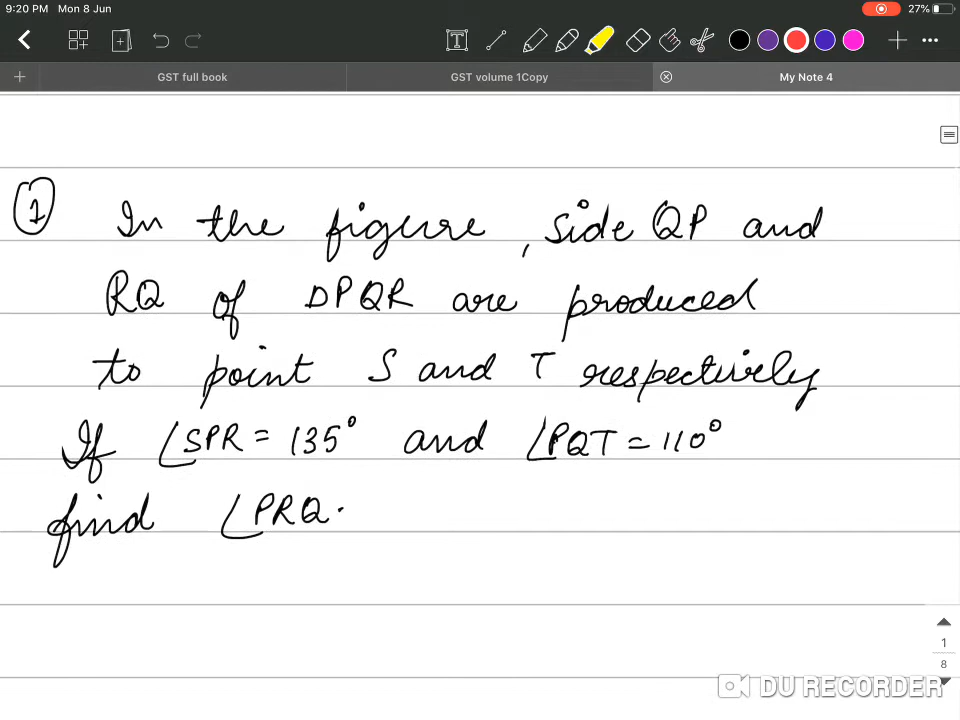 9:20 PM Mon 8 Jun 27%
GST full book GST volume 1Copy My Note 4
1 In the figure, side QP and
RQ of △PQR are produced
to point S and T respectively
If ∠SPR = 135° and ∠PQT = 110°
find ∠PRQ.
1
8
DU RECORDER